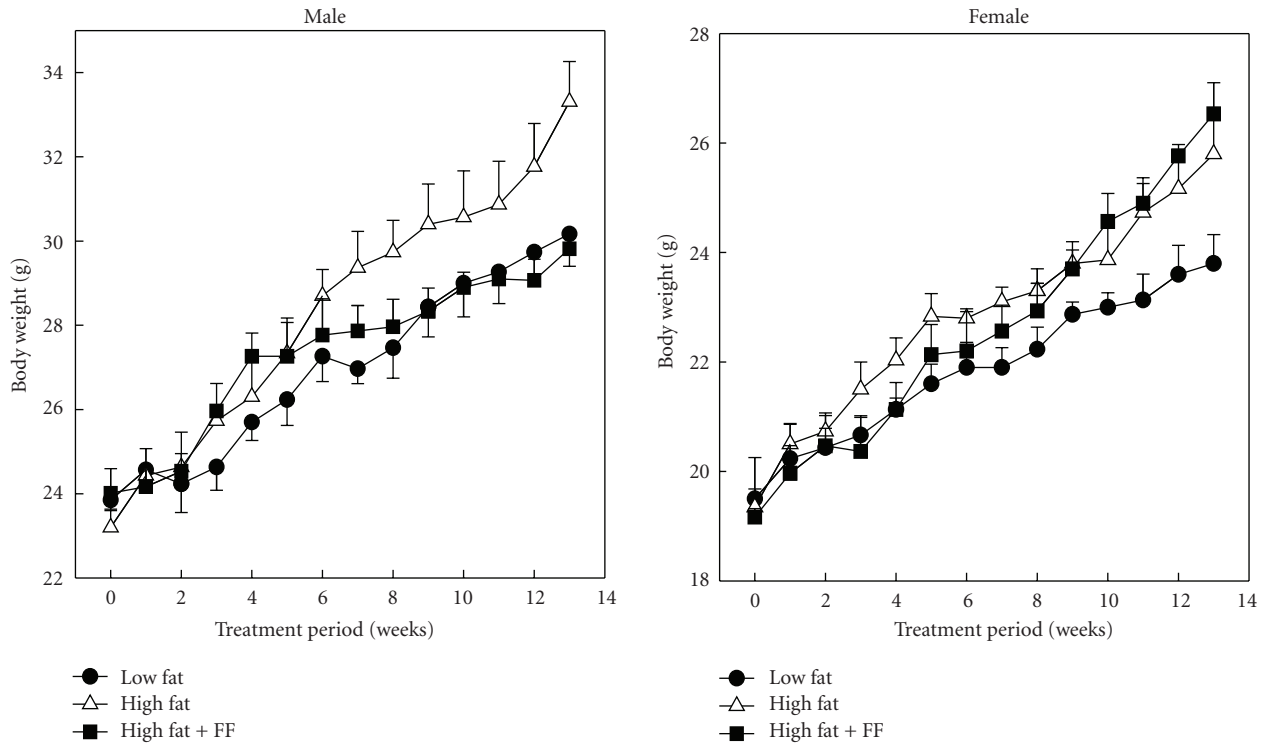 Male
Body weight (g)
34
32
30
28
26
24
22
0 2 4 6 8 10 12 14
Treatment period (weeks)
Low fat
High fat
High fat + FF
Female
Body weight (g)
28
26
24
22
20
18
0 2 4 6 8 10 12 14
Treatment period (weeks)
Low fat
High fat
High fat + FF